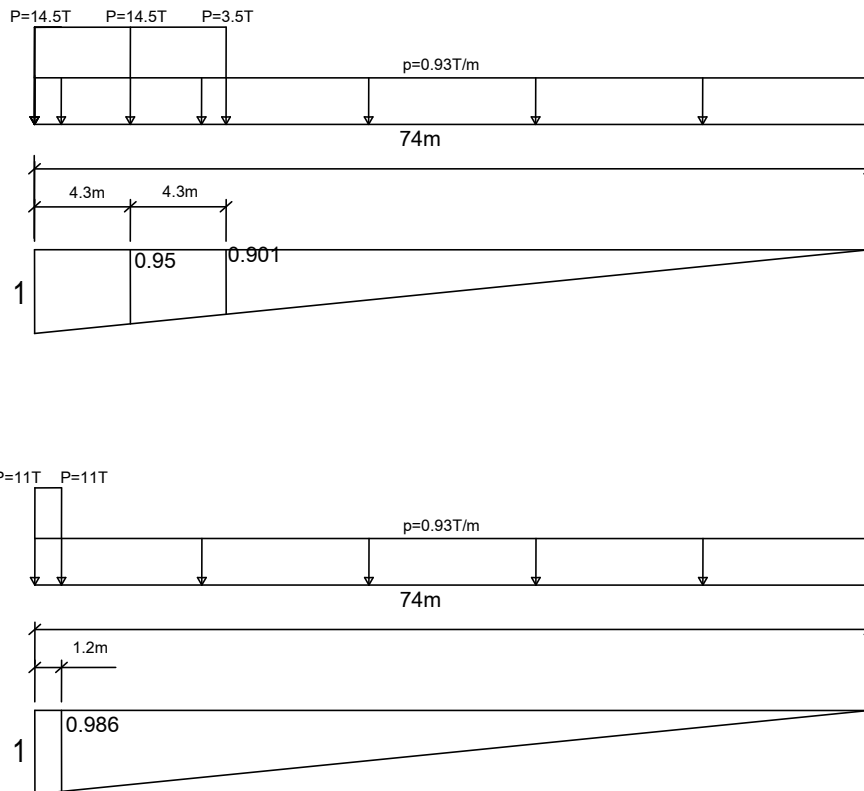 P=14.5T P=14.5T P=3.5T
p=0.93T/m
74m
4.3m 4.3m
0.95 0.901
1
P=11T P=11T
p=0.93T/m
74m
1.2m
0.986
1